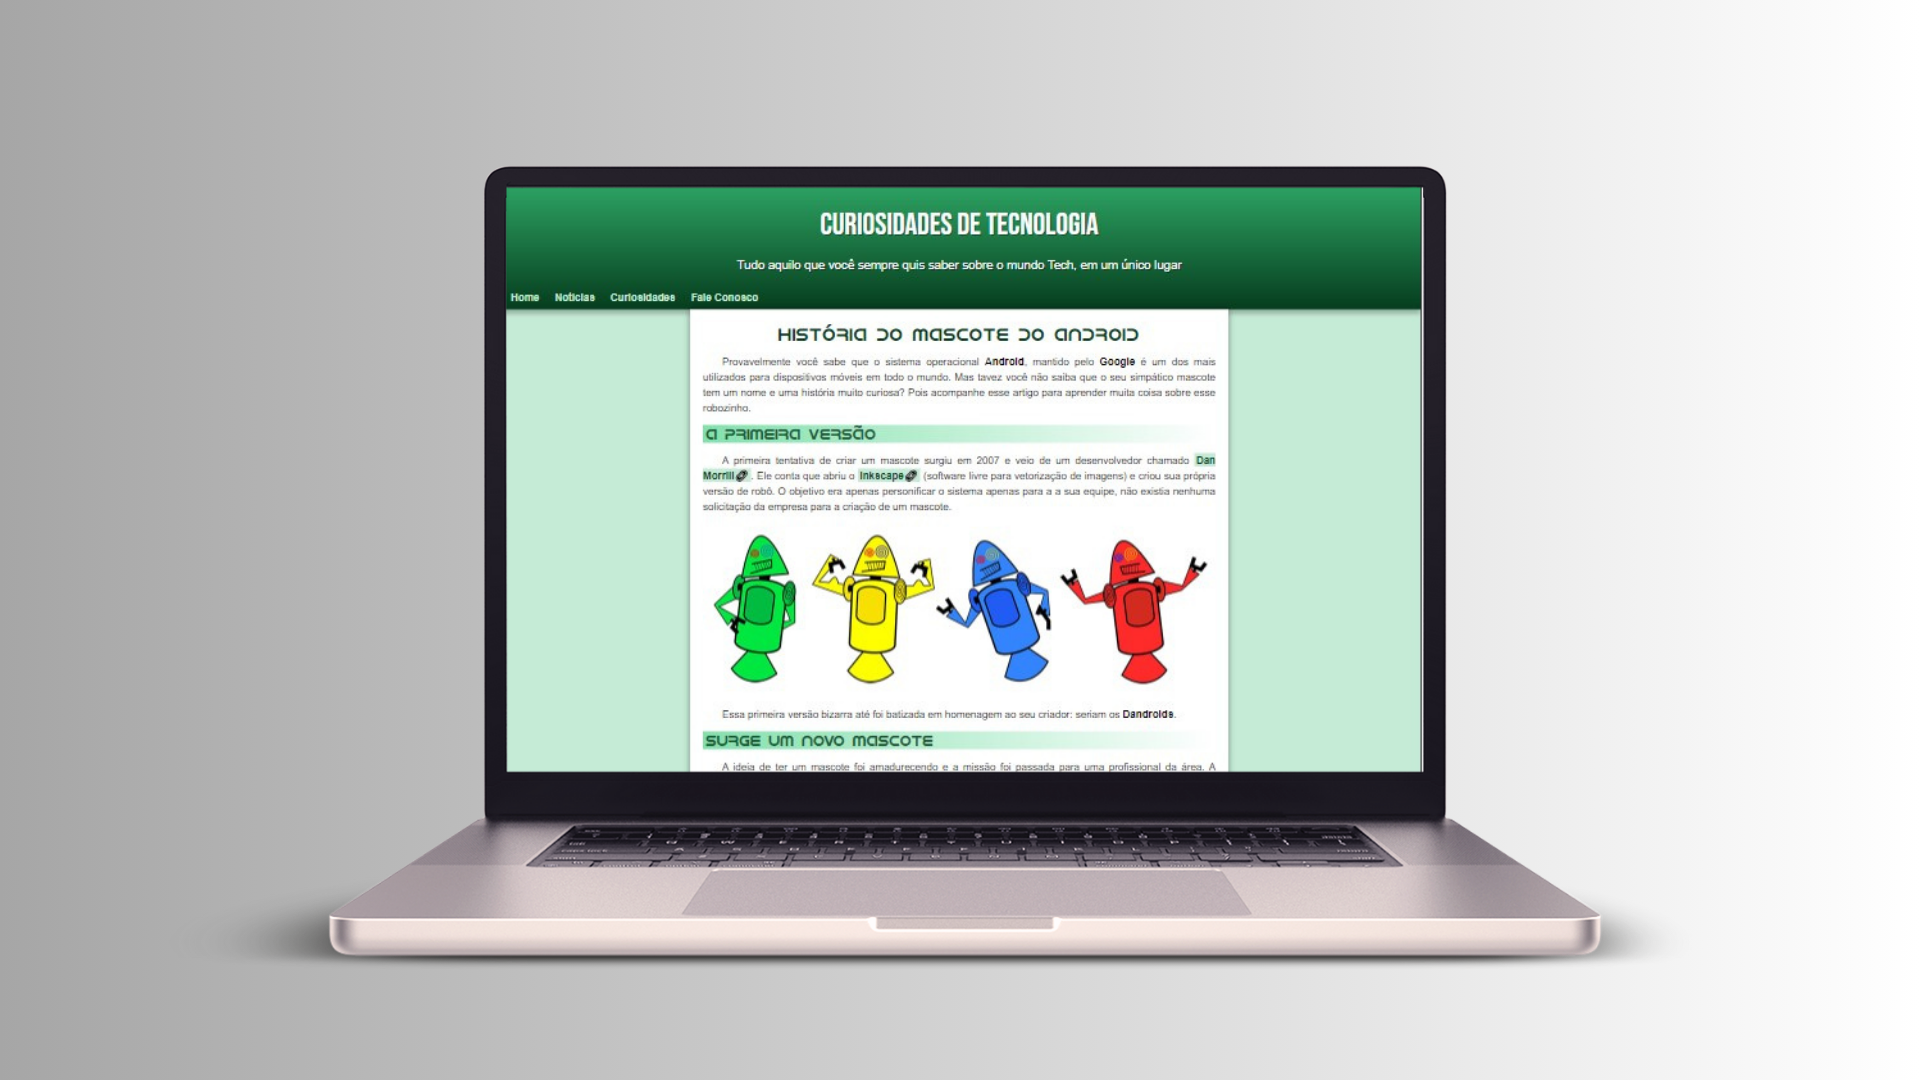 CURIOSIDADES DE TECNOLOGIA
Tudo aquilo que você sempre quis saber sobre o mundo Tech, em um único lugar
Home Notícias Curiosidades Fale Conosco
HISTÓRIA DO MASCOTE DO ANDROID
Provavelmente você sabe que o sistema operacional Android, mantido pelo Google é um dos mais
utilizados para dispositivos móveis em todo o mundo. Mas tavez você não saiba que o seu simpático mascote
tem um nome e uma história muito curiosa? Pois acompanhe esse artigo para aprender muita coisa sobre esse
robozinho.
A PRIMEIRA VERSÃO
A primeira tentativa de criar um mascote surgiu em 2007 e veio de um desenvolvedor chamado Dan
Morrill. Ele conta que abriu o Inkscape (software livre para vetorização de imagens) e criou sua própria
versão de robô. O objetivo era apenas personificar o sistema apenas para a a sua equipe, não existia nenhuma
solicitação da empresa para a criação de um mascote.
Essa primeira versão bizarra até foi batizada em homenagem ao seu criador: seriam os Dandroids.
SURGE UM NOVO MASCOTE
A ideia de ter um mascote foi amadurecendo e a missão foi passada para uma profissional da área. A